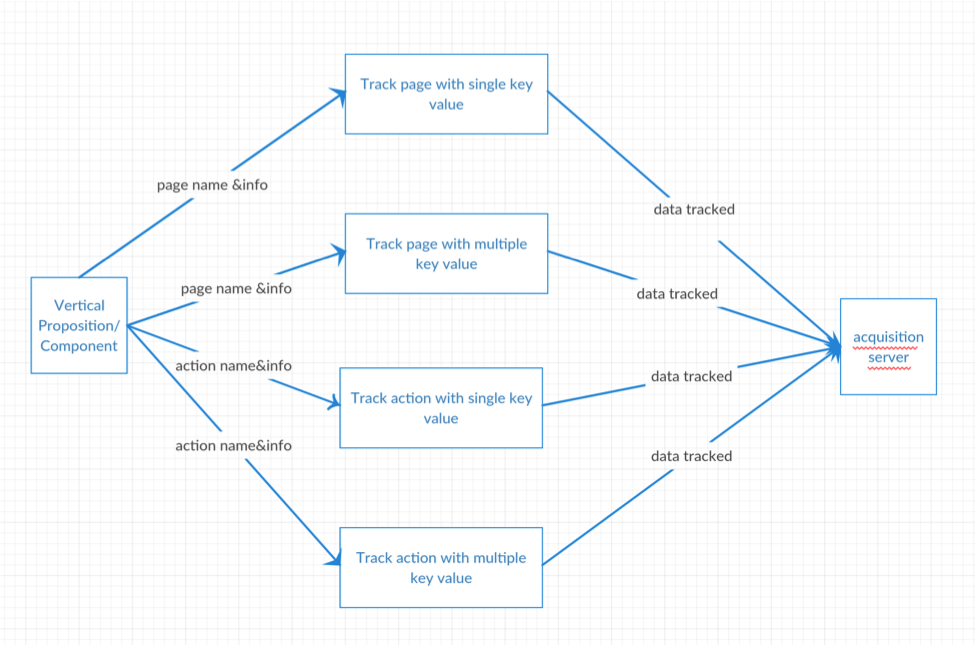 Track page with single key
value
page name &info
data tracked
Track page with multiple
key value
page name &info
data tracked
Vertical
Proposition/
Component
acquisition
server
action name&info
data tracked
Track action with single key
value
action name&info
data tracked
Track action with multiple
key value